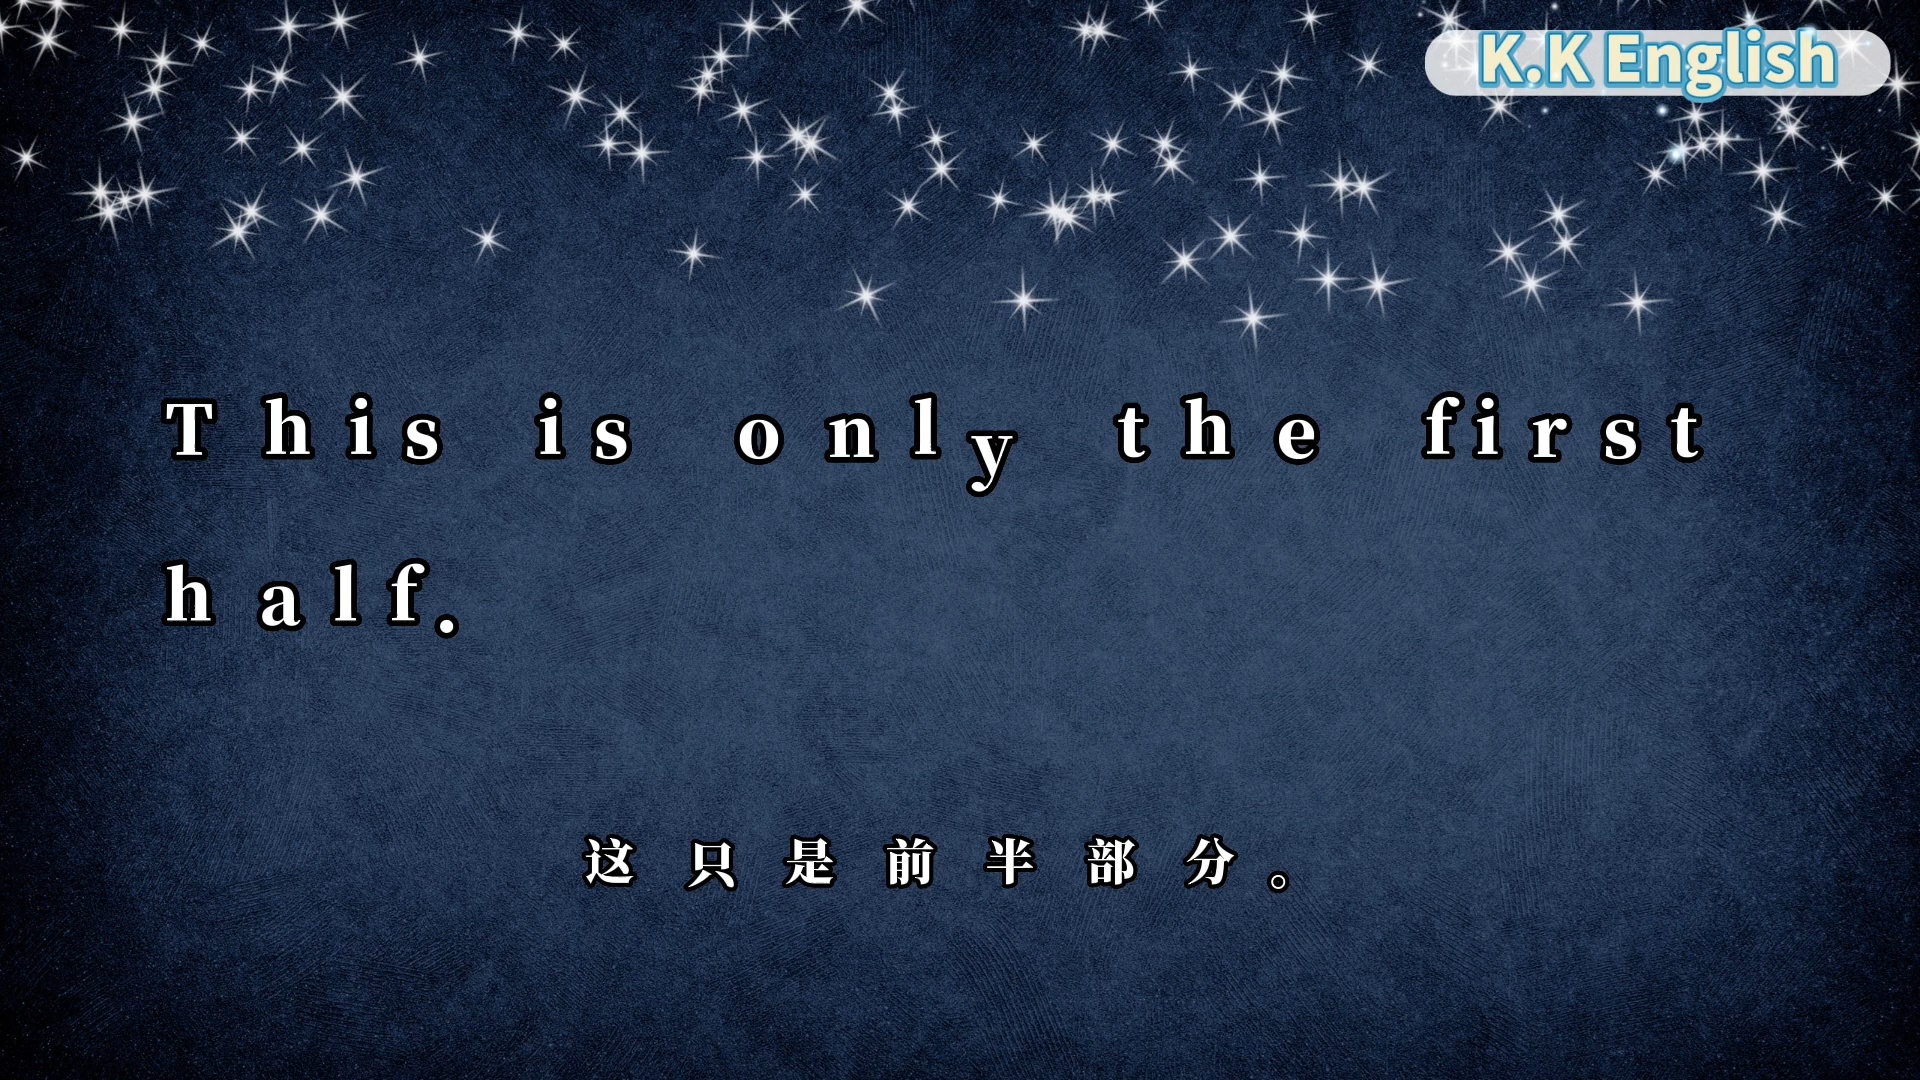 K.K English
This is only the first
half.
这只是前半部分。